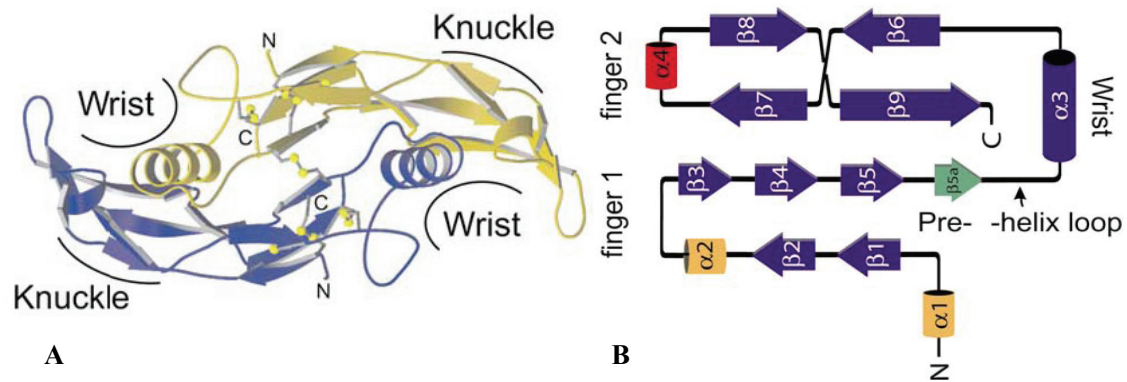 N
Knuckle
Wrist
C
C
Wrist
Knuckle
N
A
finger 2
β8
β6
α4
β7
β9
C
α3
Wrist
finger 1
β3
β4
β5
β5a
Pre-
-helix loop
α2
β2
β1
α1
N
B